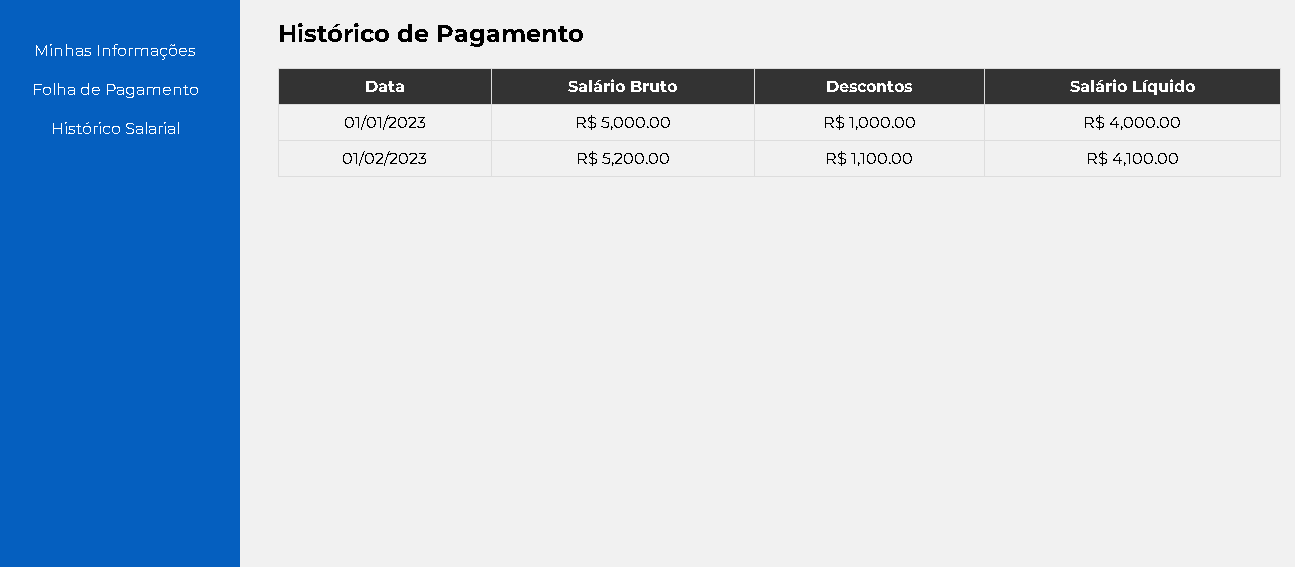 Minhas Informações
Folha de Pagamento
Histórico Salarial
Histórico de Pagamento
Data Salário Bruto Descontos Salário Líquido
01/01/2023 R$ 5,000.00 R$ 1,000.00 R$ 4,000.00
01/02/2023 R$ 5,200.00 R$ 1,100.00 R$ 4,100.00